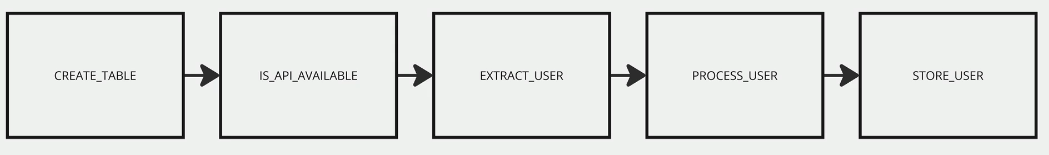 CREATE_TABLE
IS_API_AVAILABLE
EXTRACT_USER
PROCESS_USER
STORE_USER